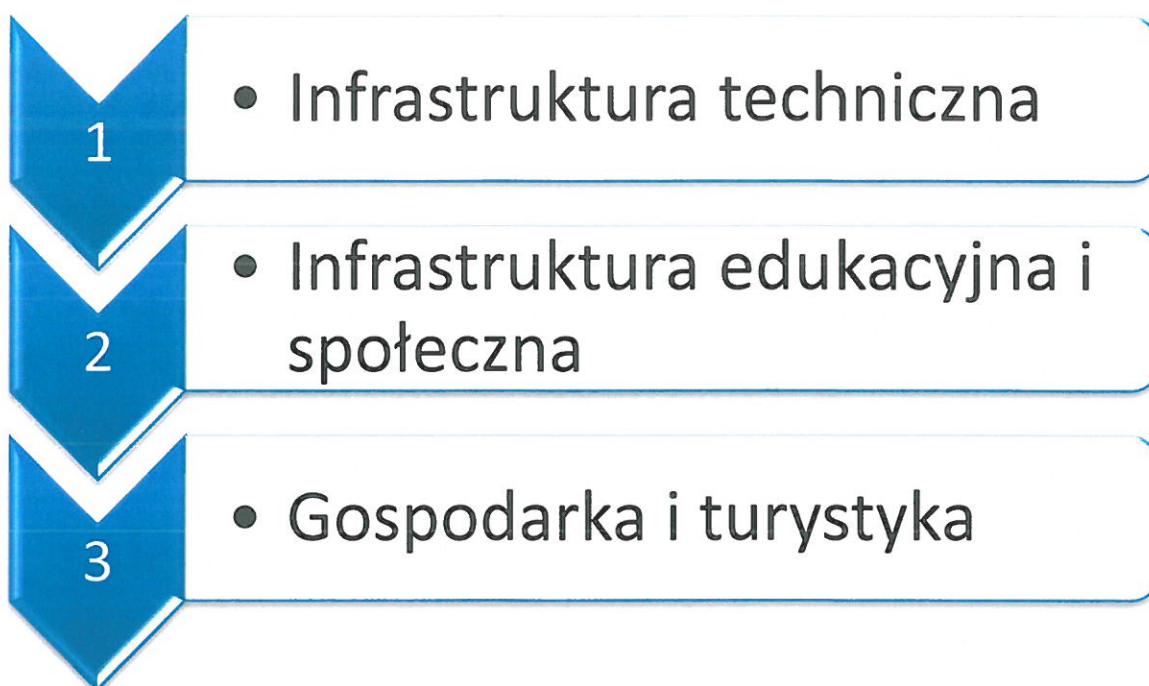 1
• Infrastruktura techniczna
2
• Infrastruktura edukacyjna i
społeczna
3
• Gospodarka i turystyka